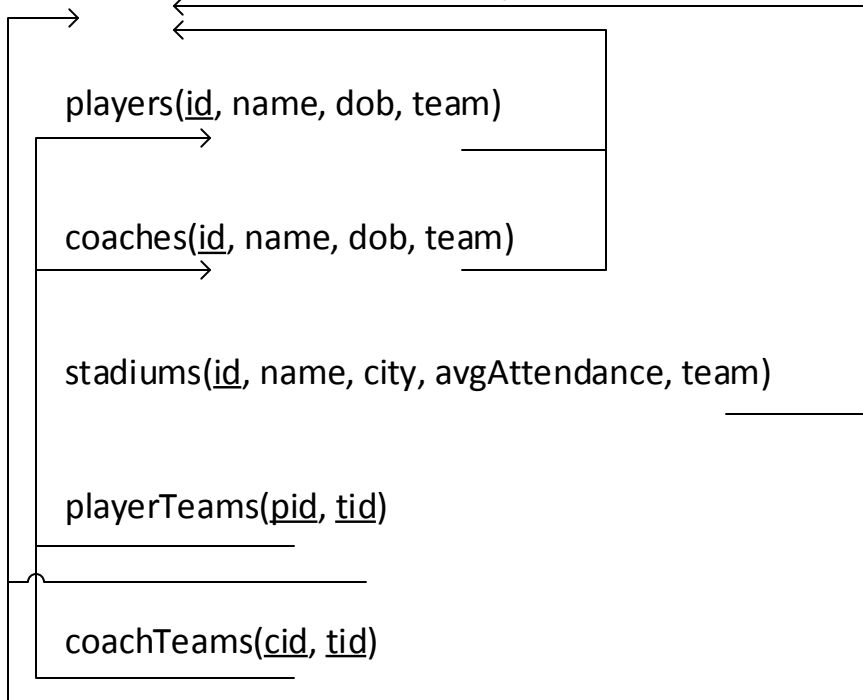 players(id, name, dob, team)
coaches(id, name, dob, team)
stadiums(id, name, city, avgAttendance, team)
playerTeams(pid, tid)
coachTeams(cid, tid)